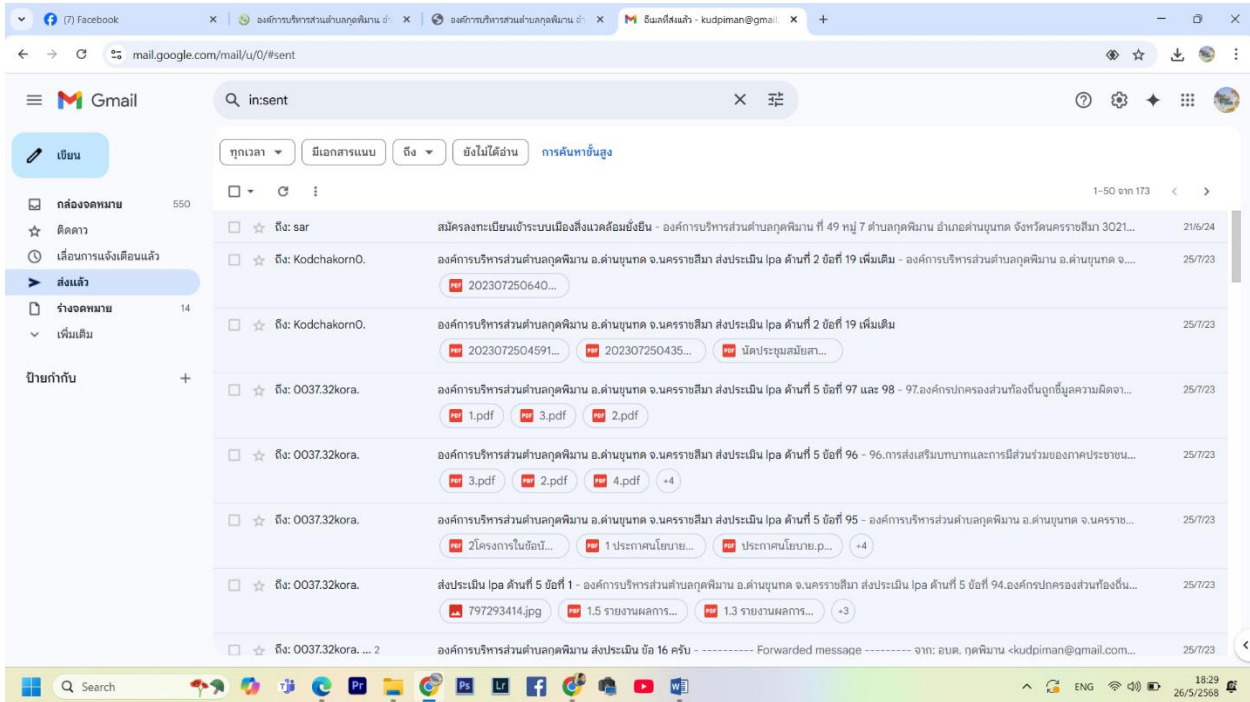 (7) Facebook
องค์การบริหารส่วนตำบลกุดพิมาน อำ
องค์การบริหารส่วนตำบลกุดพิมาน อำ
อีเมลที่ส่งแล้ว - kudpiman@gmail.
mail.google.com/mail/u/0/#sent
Gmail
in:sent
เขียน
ทุกเวลา
มีเอกสารแนบ
ถึง
ยังไม่ได้อ่าน
การค้นหาขั้นสูง
1–50 จาก 173
กล่องจดหมาย 550
ติดดาว
เลื่อนการแจ้งเตือนแล้ว
ส่งแล้ว
ร่างจดหมาย 14
เพิ่มเติม
ป้ายกำกับ
ถึง: sar สมัครลงทะเบียนเข้าระบบเมืองสิ่งแวดล้อมยั่งยืน - องค์การบริหารส่วนตำบลกุดพิมาน ที่ 49 หมู่ 7 ตำบลกุดพิมาน อำเภอด่านขุนทด จังหวัดนครราชสีมา 3021... 21/6/24
ถึง: KodchakornO. องค์การบริหารส่วนตำบลกุดพิมาน อ.ด่านขุนทด จ.นครราชสีมา ส่งประเมิน lpa ด้านที่ 2 ข้อที่ 19 เพิ่มเติม - องค์การบริหารส่วนตำบลกุดพิมาน อ.ด่านขุนทด จ.... 25/7/23
PDF 202307250640...
ถึง: KodchakornO. องค์การบริหารส่วนตำบลกุดพิมาน อ.ด่านขุนทด จ.นครราชสีมา ส่งประเมิน lpa ด้านที่ 2 ข้อที่ 19 เพิ่มเติม 25/7/23
PDF 2023072504591... PDF 202307250435... PDF นัดประชุมสมัยสา...
ถึง: 0037.32kora. องค์การบริหารส่วนตำบลกุดพิมาน อ.ด่านขุนทด จ.นครราชสีมา ส่งประเมิน lpa ด้านที่ 5 ข้อที่ 97 และ 98 - 97.องค์กรปกครองส่วนท้องถิ่นถูกชี้มูลความผิดจา... 25/7/23
PDF 1.pdf PDF 3.pdf PDF 2.pdf
ถึง: 0037.32kora. องค์การบริหารส่วนตำบลกุดพิมาน อ.ด่านขุนทด จ.นครราชสีมา ส่งประเมิน lpa ด้านที่ 5 ข้อที่ 96 - 96.การส่งเสริมบทบาทและการมีส่วนร่วมของภาคประชาชน... 25/7/23
PDF 3.pdf PDF 2.pdf PDF 4.pdf +4
ถึง: 0037.32kora. องค์การบริหารส่วนตำบลกุดพิมาน อ.ด่านขุนทด จ.นครราชสีมา ส่งประเมิน lpa ด้านที่ 5 ข้อที่ 95 - องค์การบริหารส่วนตำบลกุดพิมาน อ.ด่านขุนทด จ.นครราช... 25/7/23
PDF 2โครงการในข้อบั... PDF 1 ประกาศนโยบาย... PDF ประกาศนโยบาย.p... +4
ถึง: 0037.32kora. ส่งประเมิน lpa ด้านที่ 5 ข้อที่ 1 - องค์การบริหารส่วนตำบลกุดพิมาน อ.ด่านขุนทด จ.นครราชสีมา ส่งประเมิน lpa ด้านที่ 5 ข้อที่ 94.องค์กรปกครองส่วนท้องถิ่น... 25/7/23
797293414.jpg PDF 1.5 รายงานผลการ... PDF 1.3 รายงานผลการ... +3
ถึง: 0037.32kora. ... 2 องค์การบริหารส่วนตำบลกุดพิมาน ส่งประเมิน ข้อ 16 ครับ - ---------- Forwarded message --------- จาก: อบต. กุดพิมาน <kudpiman@gmail.com... 25/7/23
Search
Pr
Ps
Lr
ENG
18:29
26/5/2568